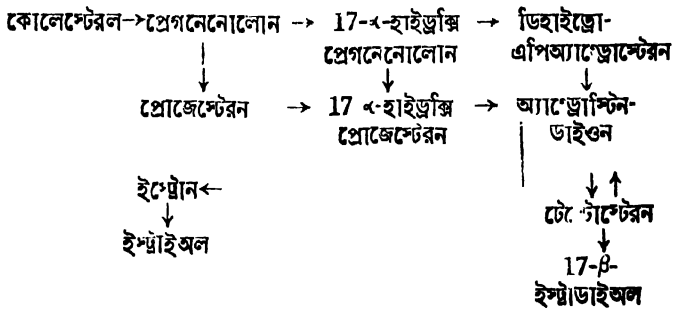 কোলেস্টেরল→প্রেগনেনোলোন → 17-α-হাইড্রক্সি → ডিহাইড্রো-
প্রেগনেনোলোন এপিঅ্যাণ্ড্রোস্টেরন
প্রোজেস্টেরন → 17 α-হাইড্রক্সি → অ্যাণ্ড্রোস্টিন-
প্রোজেস্টেরন ডাইওন
ইস্ট্রোন←
ইস্ট্রাইঅল
17-β-
ইস্ট্রাডাইঅল